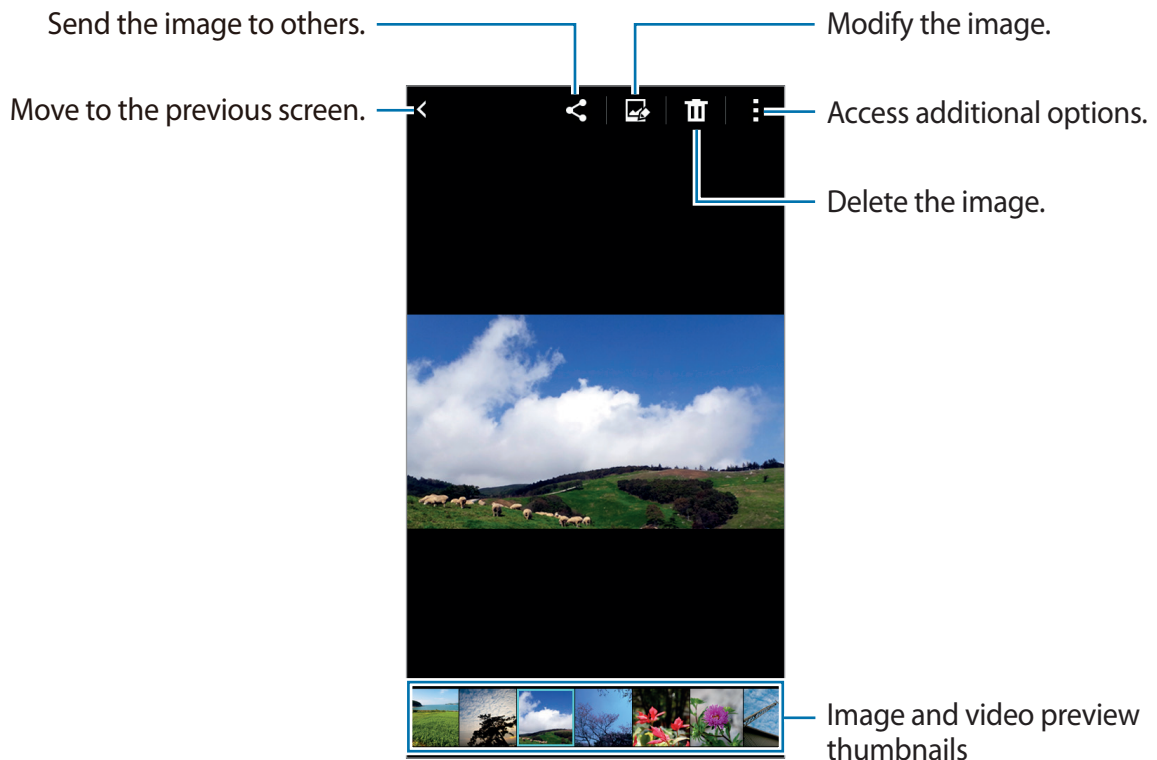 Send the image to others.
Modify the image.
Move to the previous screen.
Access additional options.
Delete the image.
Image and video preview
thumbnails